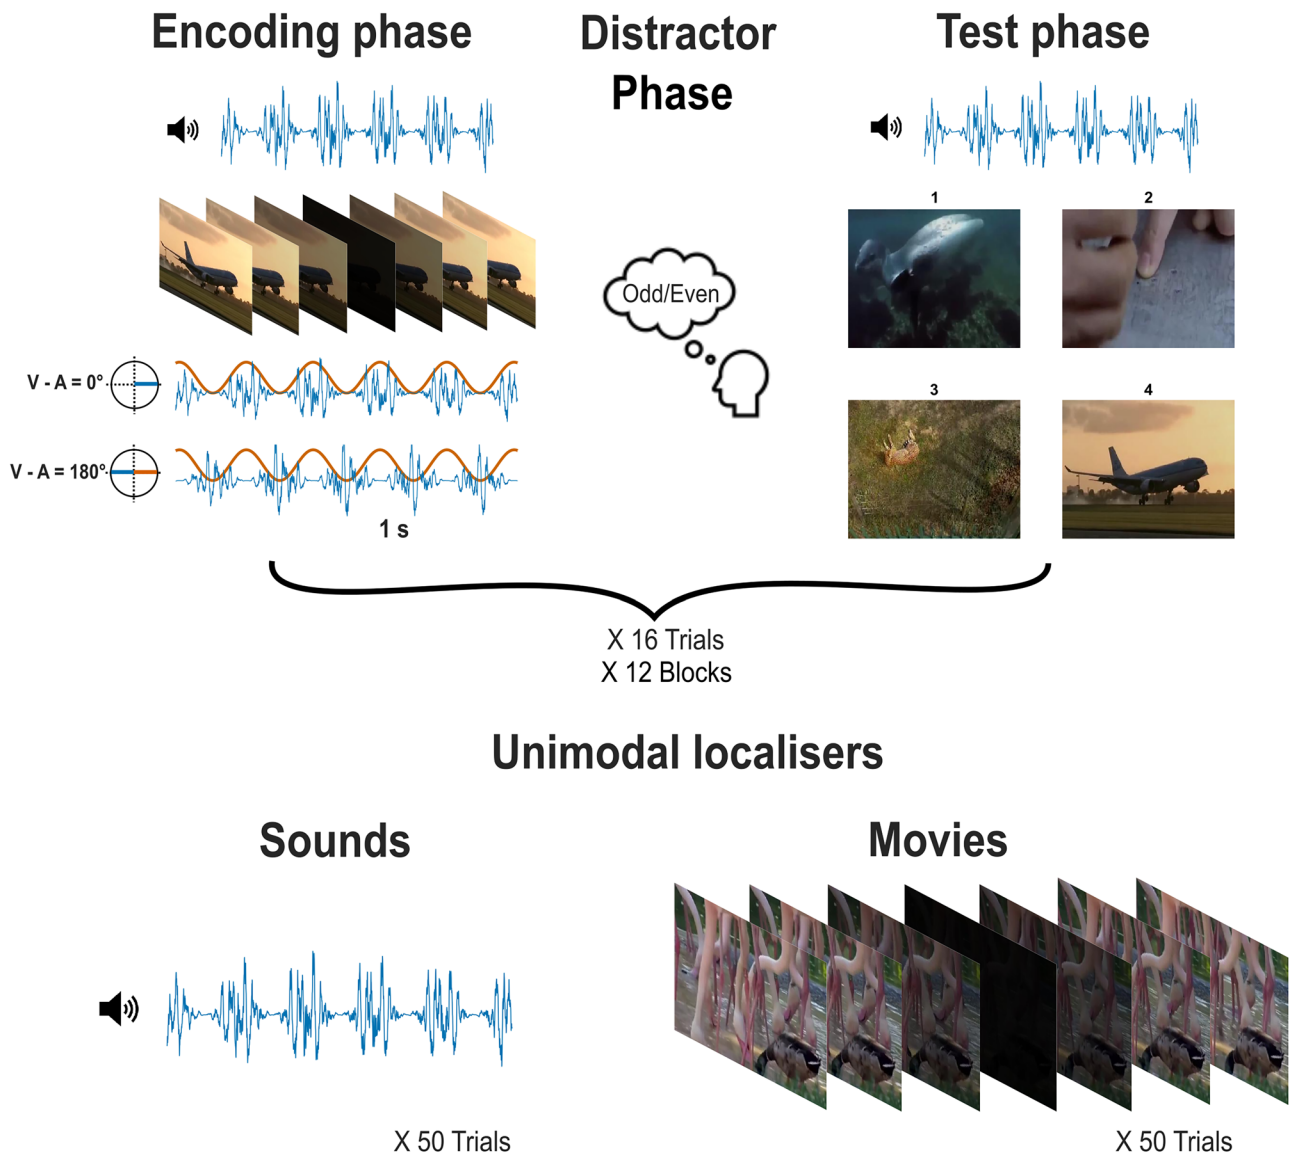 Encoding phase
Distractor
Phase
Test phase
1
2
Odd/Even
V - A = 0°
3
4
V - A = 180°
1 s
X 16 Trials
X 12 Blocks
Unimodal localisers
Sounds
Movies
X 50 Trials
X 50 Trials